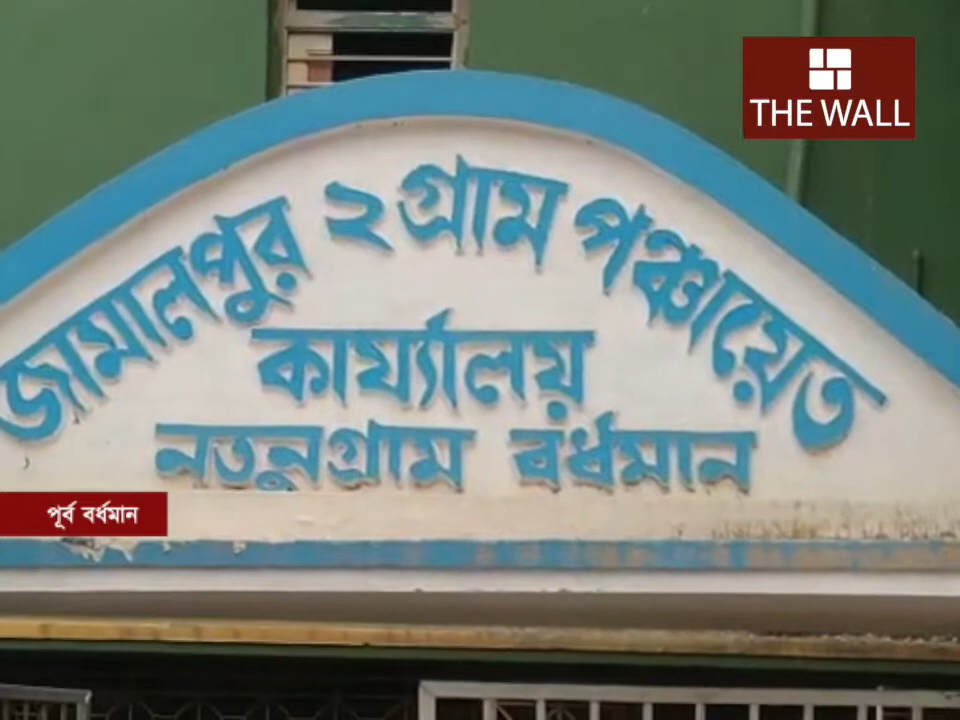 THE WALL
জামালপুর ২ গ্রাম পঞ্চায়েত
কার্য্যালয়
নতুনগ্রাম বর্ধমান
পূর্ব বর্ধমান